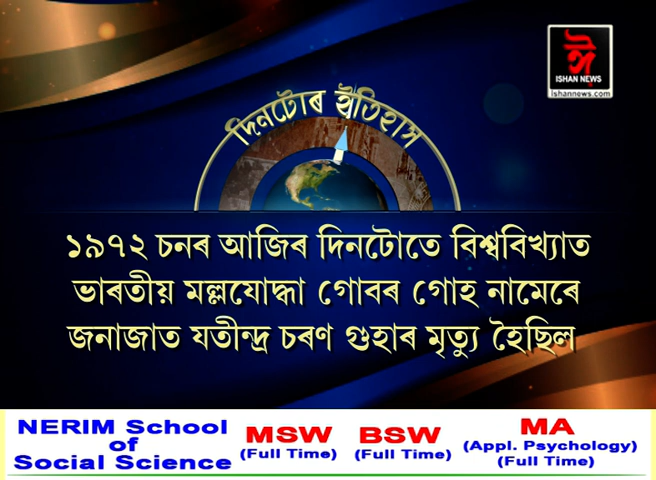 ঈ
ISHAN NEWS
ishannews.com
দিনটোৰ ইতিহাস
১৯৭২ চনৰ আজিৰ দিনটোতে বিশ্ববিখ্যাত
ভাৰতীয় মল্লযোদ্ধা গোবৰ গোহ নামেৰে
জনাজাত যতীন্দ্ৰ চৰণ গুহাৰ মৃত্যু হৈছিল
NERIM School
of
Social Science
MSW
(Full Time)
BSW
(Full Time)
MA
(Appl. Psychology)
(Full Time)